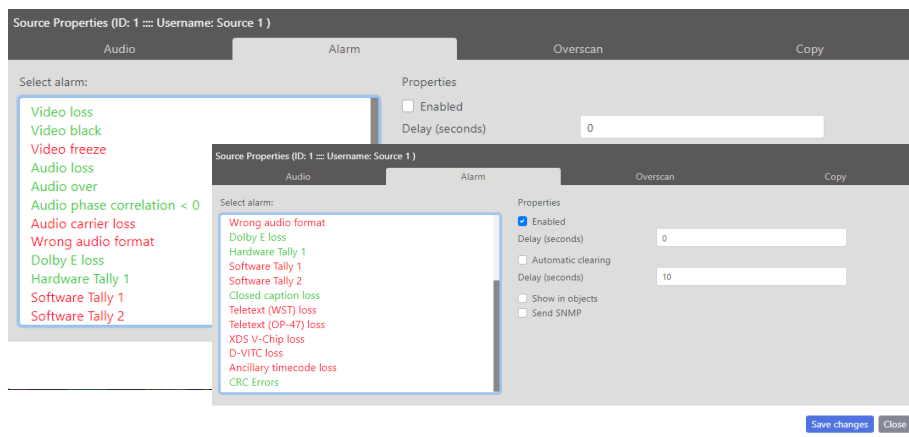 Source Properties (ID: 1 :::: Username: Source 1 )
Audio Alarm Overscan Copy
Select alarm: Properties
Video loss
Enabled
Video black
Delay (seconds) 0
Video freeze
Audio loss
Audio over
Audio phase correlation < 0
Audio carrier loss
Wrong audio format
Dolby E loss
Hardware Tally 1
Software Tally 1
Software Tally 2
Source Properties (ID: 1 :::: Username: Source 1 )
Audio Alarm Overscan Copy
Select alarm: Properties
Wrong audio format
Enabled
Dolby E loss
Delay (seconds) 0
Hardware Tally 1
Software Tally 1
Automatic clearing
Software Tally 2
Delay (seconds) 10
Closed caption loss
Show in objects
Teletext (WST) loss
Send SNMP
Teletext (OP-47) loss
XDS V-Chip loss
D-VITC loss
Ancillary timecode loss
CRC Errors
Save changes Close